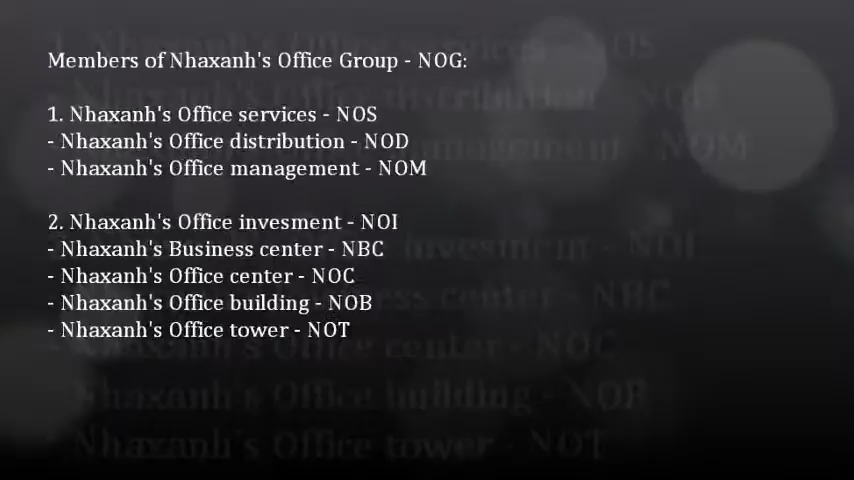 Members of Nhaxanh's Office Group - NOG:
1. Nhaxanh's Office services - NOS
- Nhaxanh's Office distribution - NOD
- Nhaxanh's Office management - NOM
2. Nhaxanh's Office invesment - NOI
- Nhaxanh's Business center - NBC
- Nhaxanh's Office center - NOC
- Nhaxanh's Office building - NOB
- Nhaxanh's Office tower - NOT